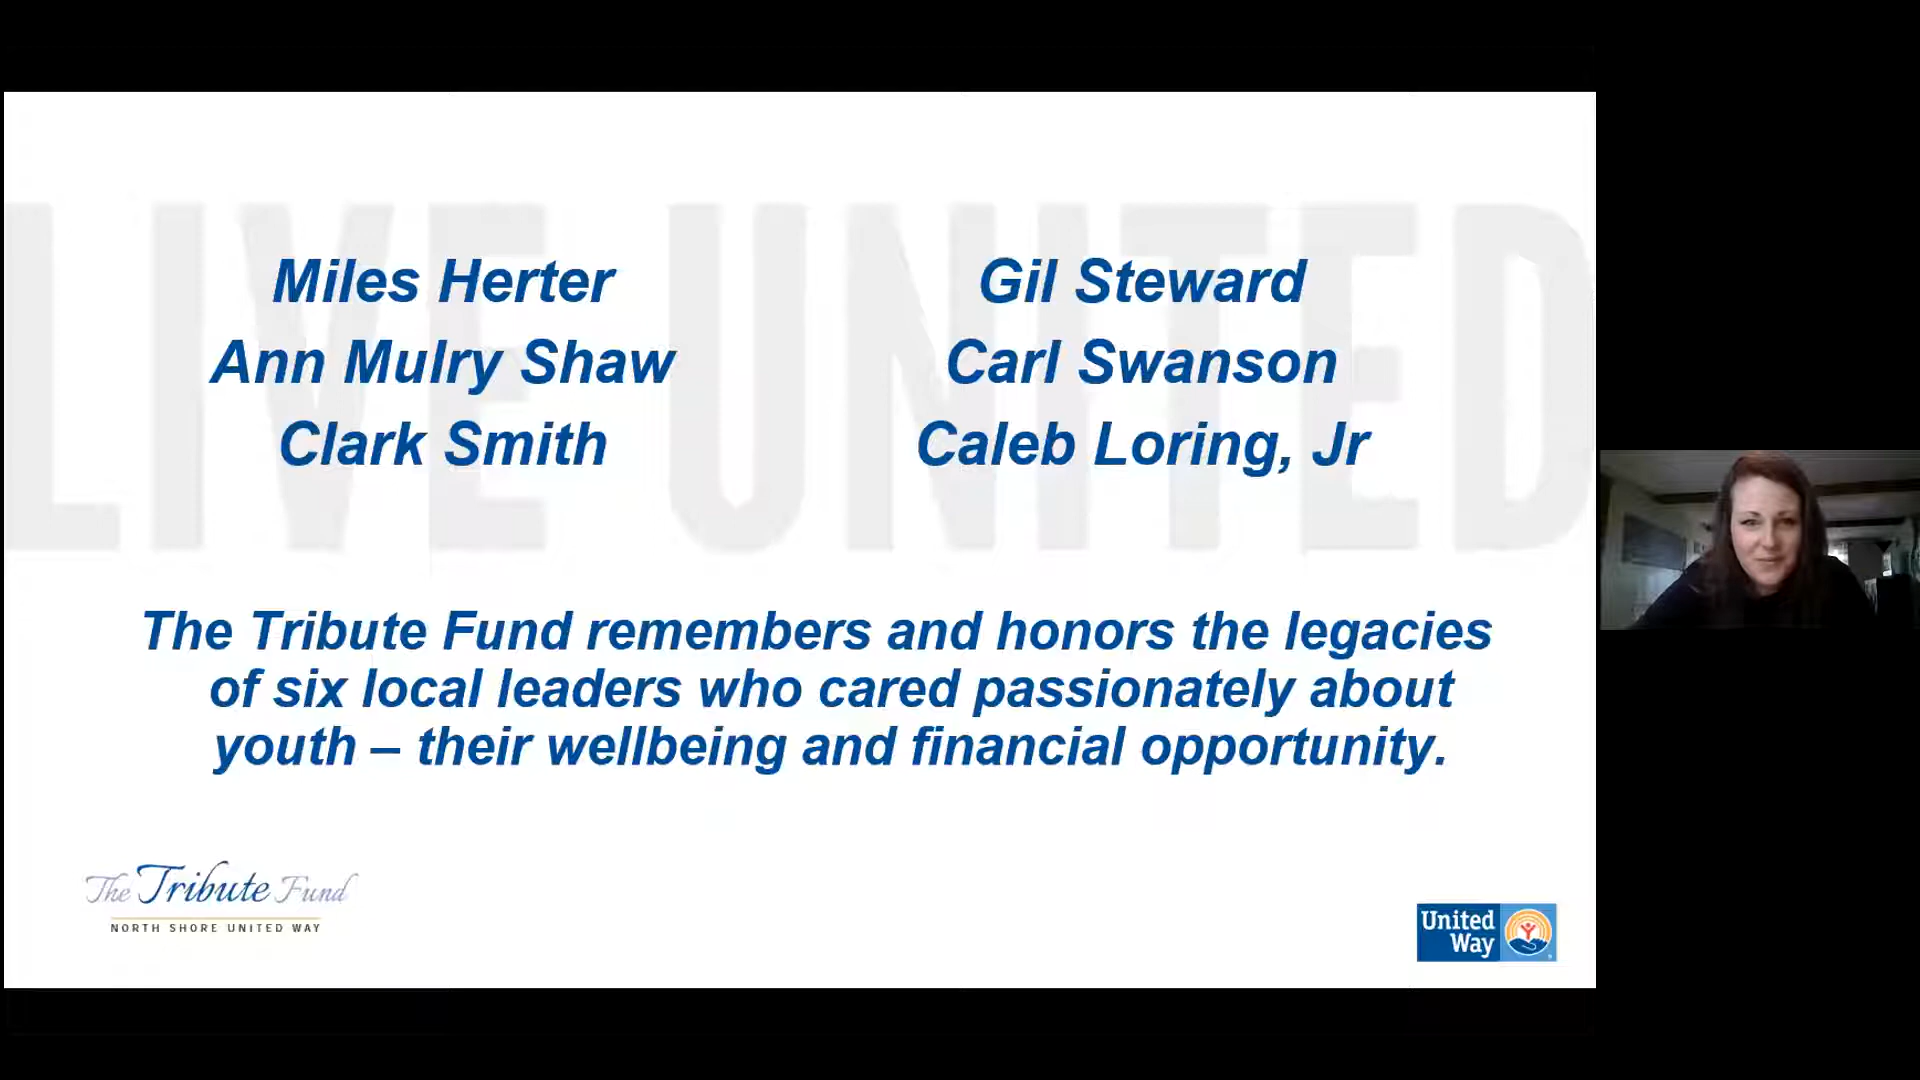 LIVE UNITED
Miles Herter
Ann Mulry Shaw
Clark Smith
Gil Steward
Carl Swanson
Caleb Loring, Jr
The Tribute Fund remembers and honors the legacies
of six local leaders who cared passionately about
youth – their wellbeing and financial opportunity.
The Tribute Fund
NORTH SHORE UNITED WAY
United
Way